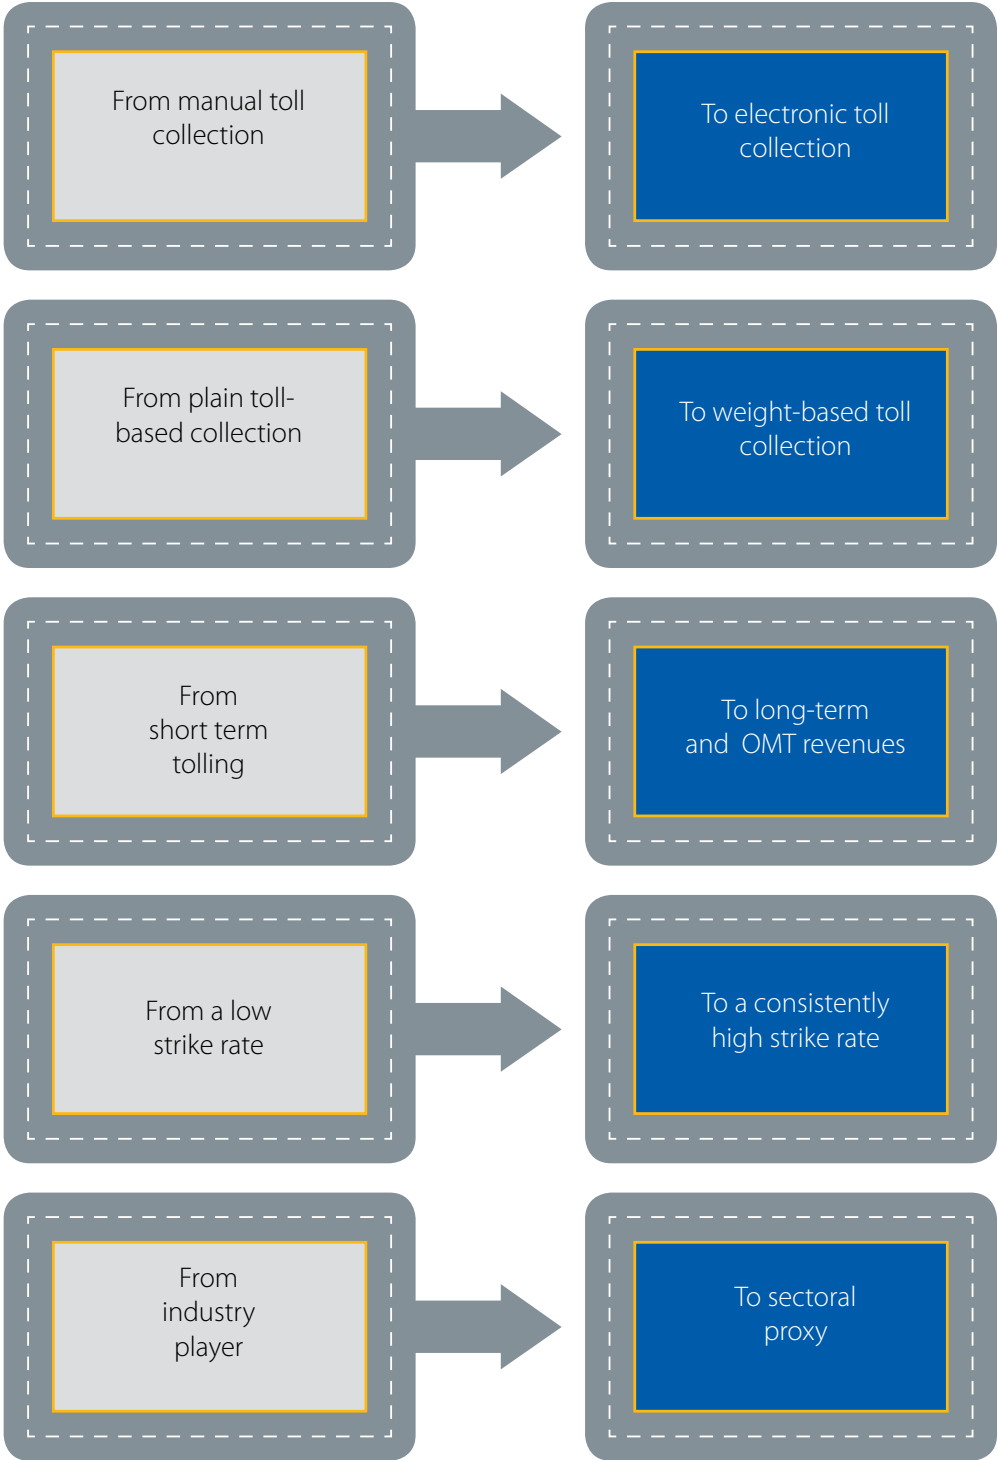 From manual toll
collection
To electronic toll
collection
From plain toll-
based collection
To weight-based toll
collection
From
short term
tolling
To long-term
and OMT revenues
From a low
strike rate
To a consistently
high strike rate
From
industry
player
To sectoral
proxy